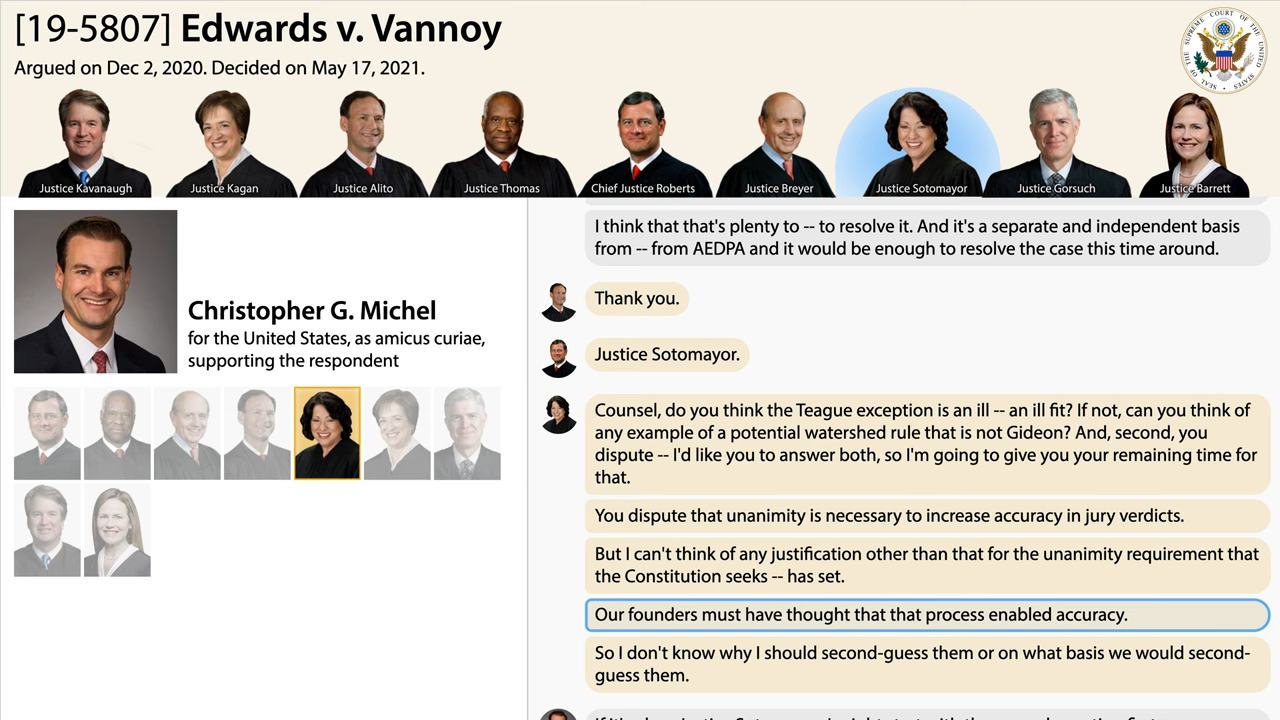 [19-5807] Edwards v. Vannoy
Argued on Dec 2, 2020. Decided on May 17, 2021.
SEAL OF THE SUPREME COURT OF THE UNITED STATES
Justice Kavanaugh
Justice Kagan
Justice Alito
Justice Thomas
Chief Justice Roberts
Justice Breyer
Justice Sotomayor
Justice Gorsuch
Justice Barrett
Christopher G. Michel
for the United States, as amicus curiae,
supporting the respondent
I think that that's plenty to -- to resolve it. And it's a separate and independent basis
from -- from AEDPA and it would be enough to resolve the case this time around.
Thank you.
Justice Sotomayor.
Counsel, do you think the Teague exception is an ill -- an ill fit? If not, can you think of
any example of a potential watershed rule that is not Gideon? And, second, you
dispute -- I'd like you to answer both, so I'm going to give you your remaining time for
that.
You dispute that unanimity is necessary to increase accuracy in jury verdicts.
But I can't think of any justification other than that for the unanimity requirement that
the Constitution seeks -- has set.
Our founders must have thought that that process enabled accuracy.
So I don't know why I should second-guess them or on what basis we would second-
guess them.